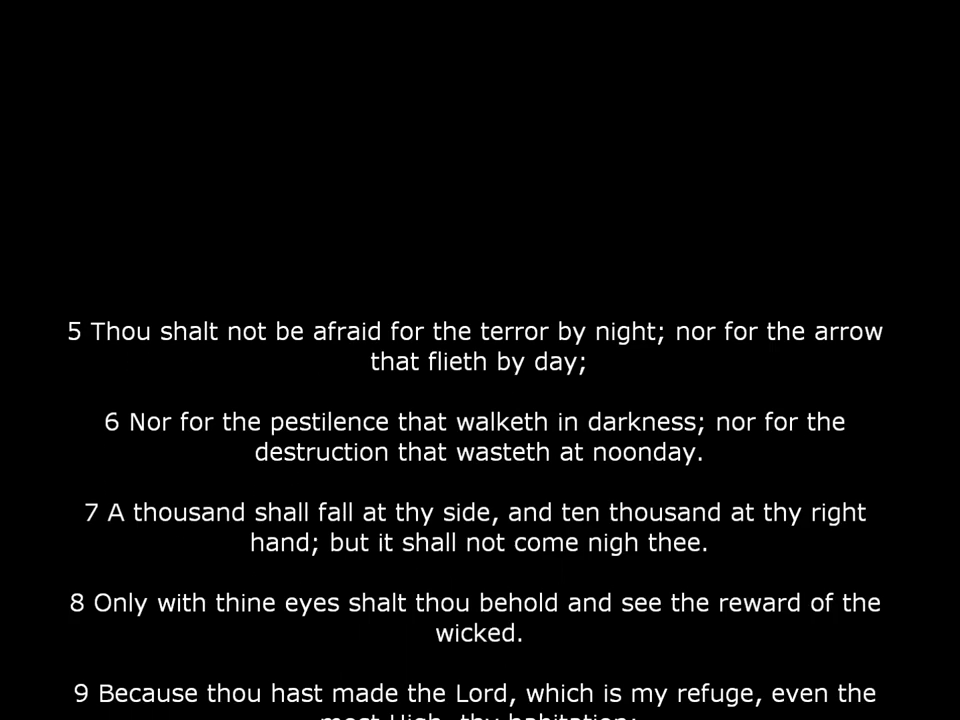 5 Thou shalt not be afraid for the terror by night; nor for the arrow
that flieth by day;
6 Nor for the pestilence that walketh in darkness; nor for the
destruction that wasteth at noonday.
7 A thousand shall fall at thy side, and ten thousand at thy right
hand; but it shall not come nigh thee.
8 Only with thine eyes shalt thou behold and see the reward of the
wicked.
9 Because thou hast made the Lord, which is my refuge, even the
most High, thy habitation;